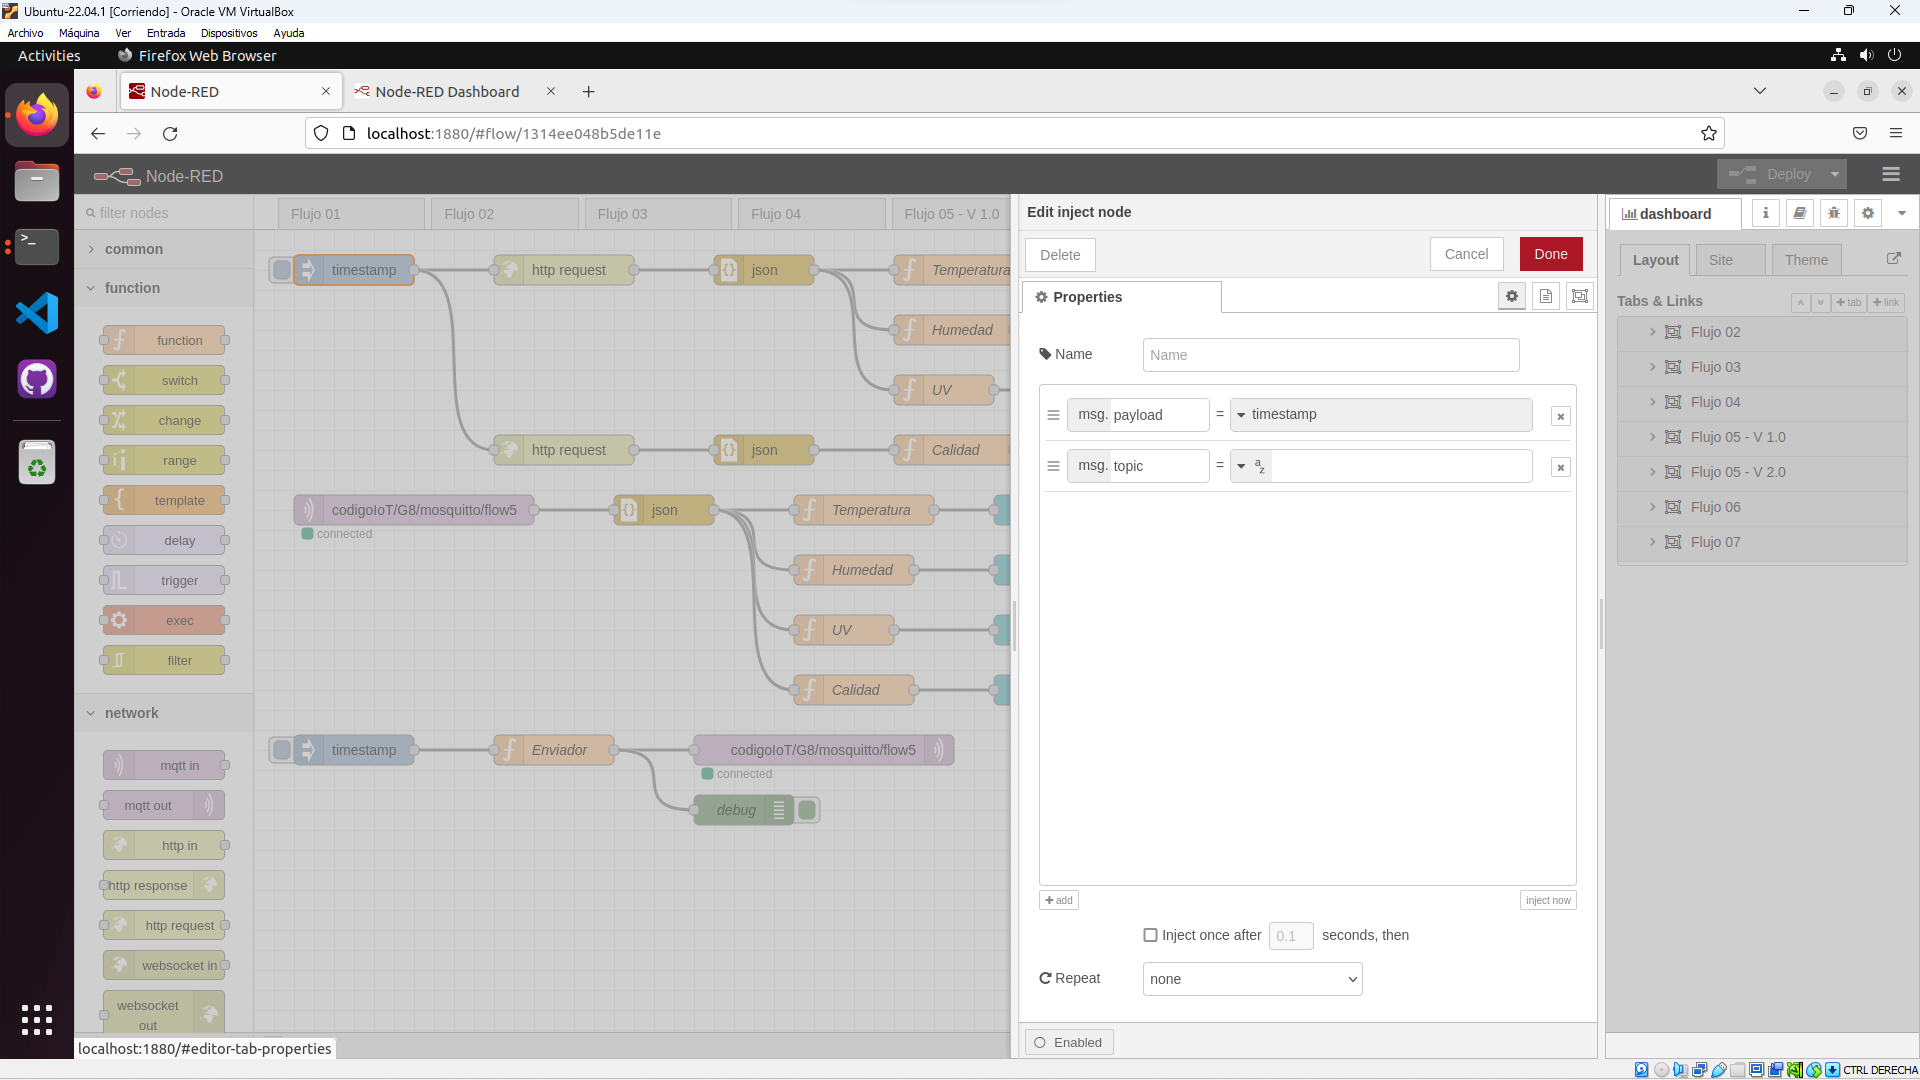 Ubuntu-22.04.1 [Corriendo] - Oracle VM VirtualBox
Archivo Máquina Ver Entrada Dispositivos Ayuda
Activities Firefox Web Browser
Node-RED Node-RED Dashboard
localhost:1880/#flow/1314ee048b5de11e
Node-RED Deploy
filter nodes Flujo 01 Flujo 02 Flujo 03 Flujo 04 Flujo 05 - V 1.0
common
function
function
switch
change
range
template
delay
trigger
exec
filter
network
mqtt in
mqtt out
http in
http response
http request
websocket in
websocket
out
timestamp http request json Temperatura
Humedad
UV
http request json Calidad
codigoIoT/G8/mosquitto/flow5 json Temperatura
connected
Humedad
UV
Calidad
timestamp Enviador codigoIoT/G8/mosquitto/flow5
connected
debug
Edit inject node
Delete Cancel Done
Properties
Name Name
msg. payload = timestamp
msg. topic = a z
add inject now
Inject once after 0.1 seconds, then
Repeat none
Enabled
dashboard
Layout Site Theme
Tabs & Links tab link
Flujo 02
Flujo 03
Flujo 04
Flujo 05 - V 1.0
Flujo 05 - V 2.0
Flujo 06
Flujo 07
localhost:1880/#editor-tab-properties
CTRL DERECHA